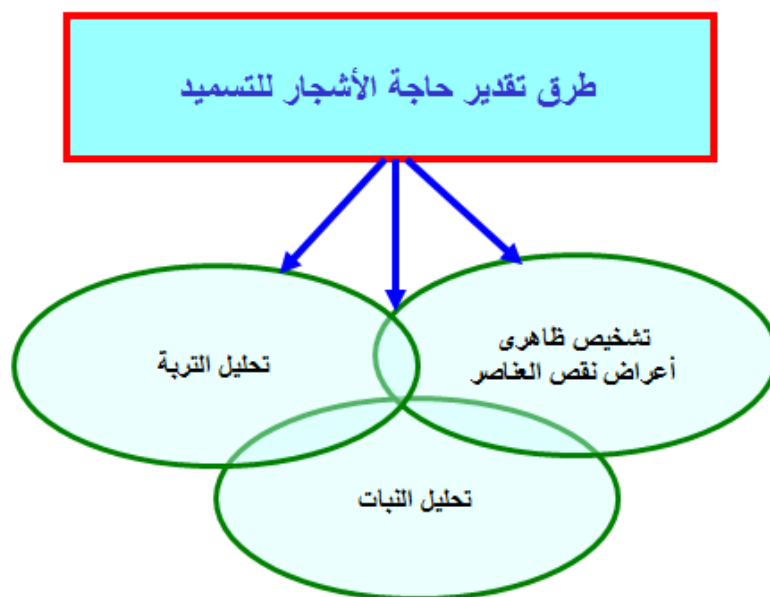 طرق تقدير حاجة الأشجار للتسميد
تشخيص ظاهرى
أعراض نقص العناصر
تحليل التربة
تحليل النبات